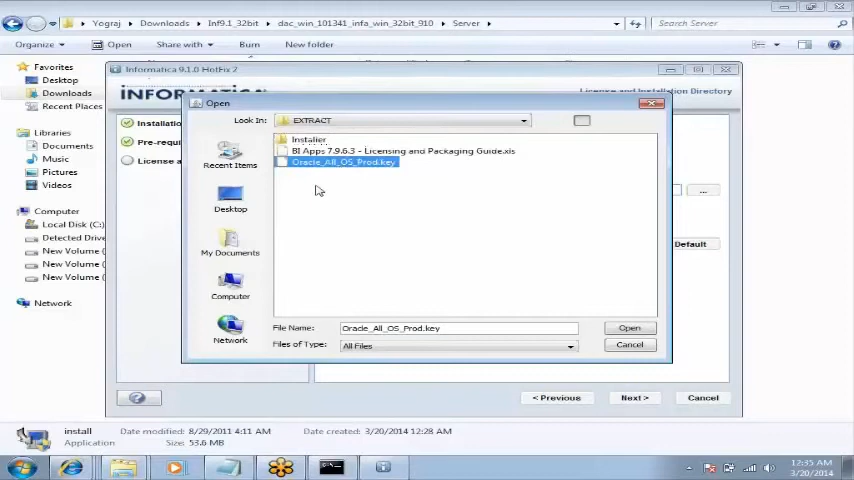 Yograj ▸ Downloads ▸ Inf9.1_32bit ▸ dac_win_101341_infa_win_32bit_910 ▸ Server ▸
Search Server
Organize
Open
Share with
Burn
New folder
Favorites
Desktop
Downloads
Recent Places
Libraries
Documents
Music
Pictures
Videos
Computer
Local Disk (C:)
Detected Drive
New Volume (
New Volume (
New Volume (
Network
Informatica 9.1.0 HotFix 2
INFORMATICA
License and Installation Directory
Installation
Pre-requi
License a
...
Default
Open
Look In:
EXTRACT
Recent Items
Desktop
My Documents
Computer
Network
Installer
BI Apps 7.9.6.3 - Licensing and Packaging Guide.xls
Oracle_All_OS_Prod.key
File Name:
Oracle_All_OS_Prod.key
Open
Files of Type:
All Files
Cancel
?
< Previous
Next >
Cancel
install
Application
Date modified: 8/29/2011 4:11 AM
Size: 53.6 MB
Date created: 3/20/2014 12:28 AM
12:35 AM
3/20/2014